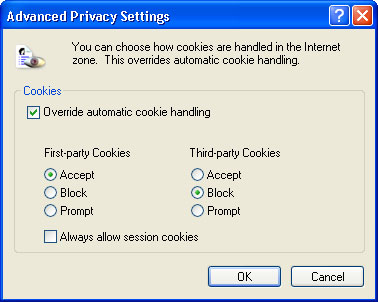 Advanced Privacy Settings
You can choose how cookies are handled in the Internet
zone.  This overrides automatic cookie handling.
Cookies
Override automatic cookie handling
First-party Cookies Third-party Cookies
Accept Accept
Block Block
Prompt Prompt
Always allow session cookies
OK Cancel